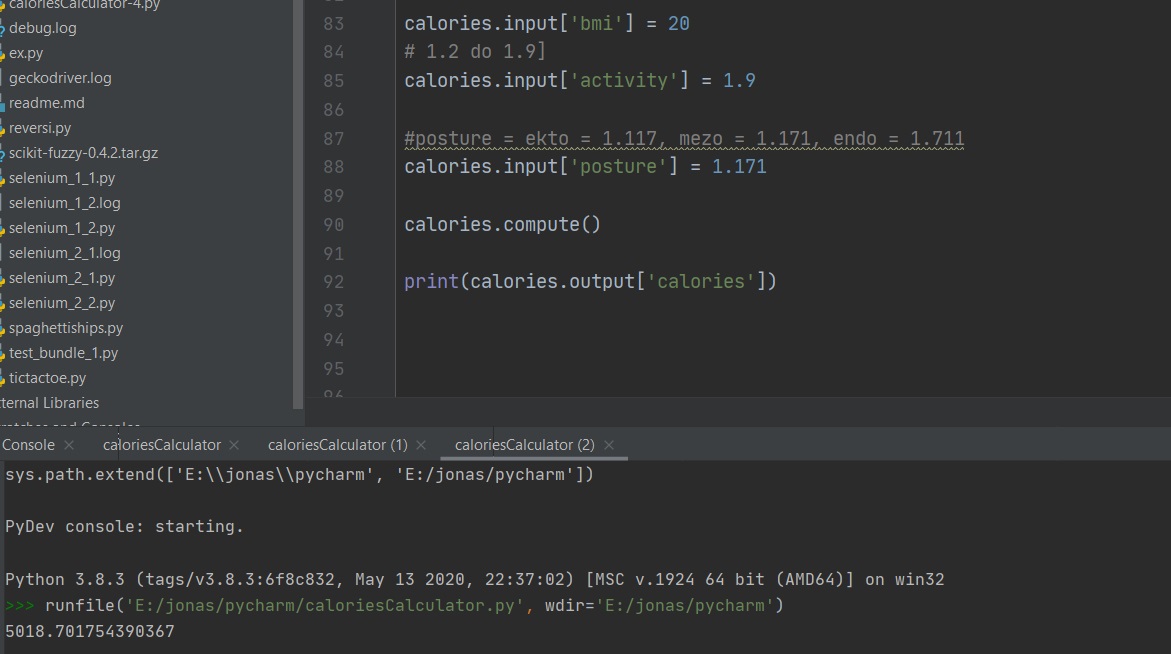 caloriesCalculator-4.py
debug.log
ex.py
geckodriver.log
readme.md
reversi.py
scikit-fuzzy-0.4.2.tar.gz
selenium_1_1.py
selenium_1_2.log
selenium_1_2.py
selenium_2_1.log
selenium_2_1.py
selenium_2_2.py
spaghettiships.py
test_bundle_1.py
tictactoe.py
ternal Libraries
83 calories.input['bmi'] = 20
84 # 1.2 do 1.9]
85 calories.input['activity'] = 1.9
86
87 #posture = ekto = 1.117, mezo = 1.171, endo = 1.711
88 calories.input['posture'] = 1.171
89
90 calories.compute()
91
92 print(calories.output['calories'])
93
94
95
Console caloriesCalculator caloriesCalculator (1) caloriesCalculator (2)
sys.path.extend(['E:\\jonas\\pycharm', 'E:/jonas/pycharm'])
PyDev console: starting.
Python 3.8.3 (tags/v3.8.3:6f8c832, May 13 2020, 22:37:02) [MSC v.1924 64 bit (AMD64)] on win32
>>> runfile('E:/jonas/pycharm/caloriesCalculator.py', wdir='E:/jonas/pycharm')
5018.701754390367